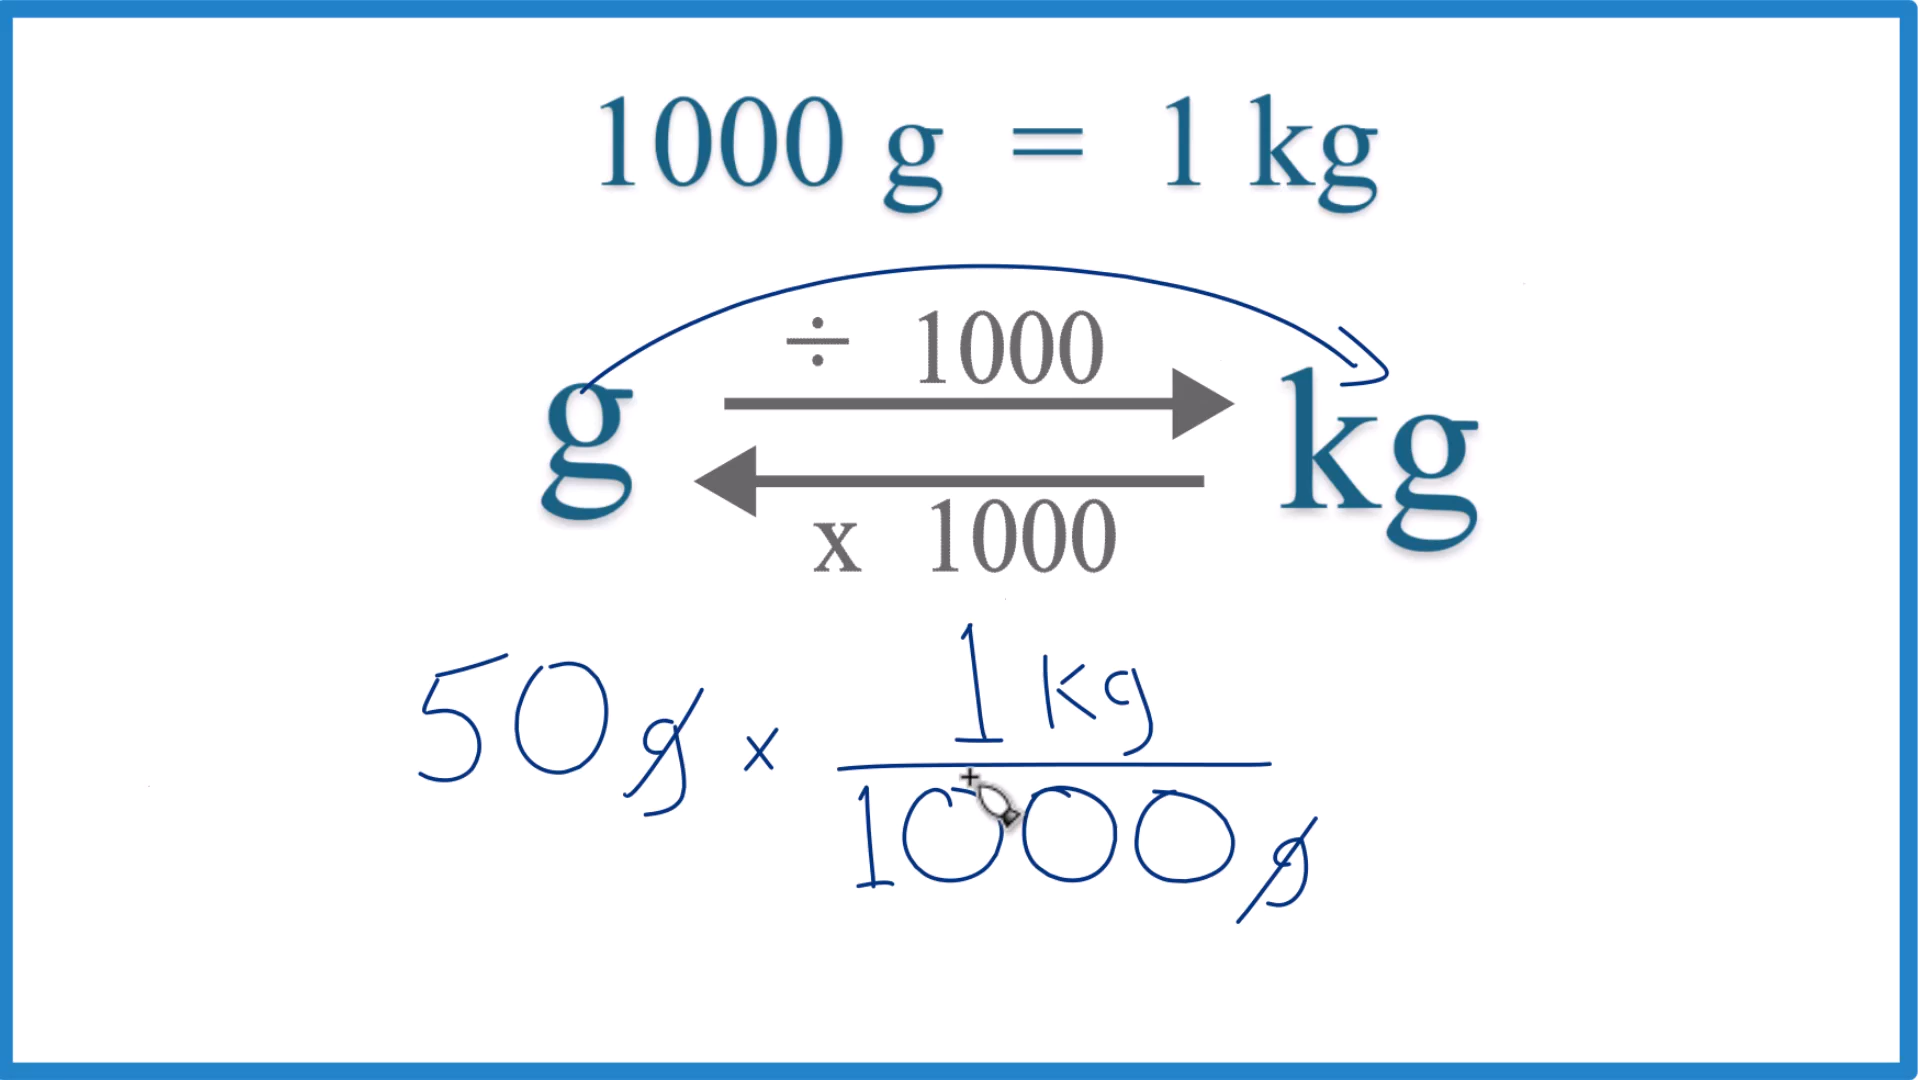 1000 g = 1 kg
÷ 1000
g kg
x 1000
1 kg
50 g x
1000 g